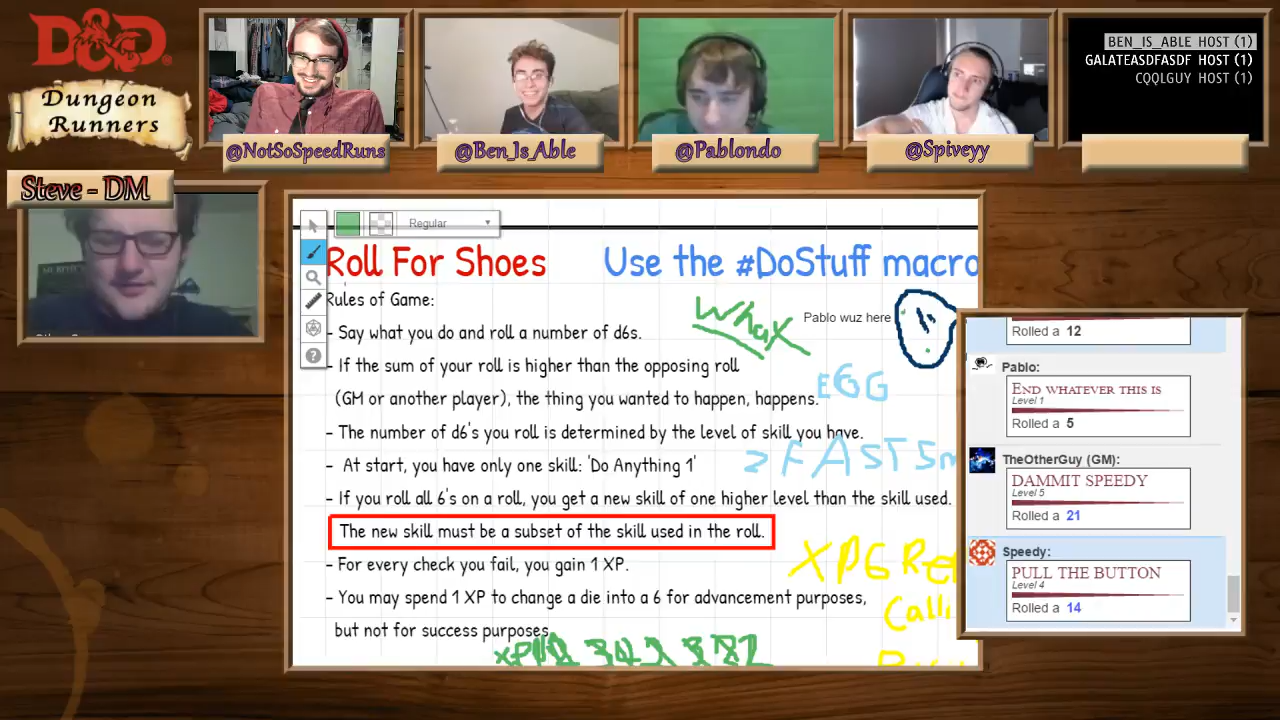 D&D
Dungeon
Runners
@NotSoSpeedRuns
@Ben_Is_Able
@Pablondo
@Spiveyy
BEN_IS_ABLE HOST (1)
GALATEASDFASDF HOST (1)
CQQLGUY HOST (1)
Steve - DM
Regular
Roll For Shoes
Use the #DoStuff macro
Rules of Game:
What
Pablo wuz here
- Say what you do and roll a number of d6s.
- If the sum of your roll is higher than the opposing roll
(GM or another player), the thing you wanted to happen, happens.
EGG
- The number of d6's you roll is determined by the level of skill you have.
- At start, you have only one skill: 'Do Anything 1'
2 FAST 5m
- If you roll all 6's on a roll, you get a new skill of one higher level than the skill used.
The new skill must be a subset of the skill used in the roll.
- For every check you fail, you gain 1 XP.
XP6 Re
- You may spend 1 XP to change a die into a 6 for advancement purposes,
Calli
but not for success purposes
Rolled a 12
Pablo:
END WHATEVER THIS IS
Level 1
Rolled a 5
TheOtherGuy (GM):
DAMMIT SPEEDY
Level 5
Rolled a 21
Speedy:
PULL THE BUTTON
Level 4
Rolled a 14